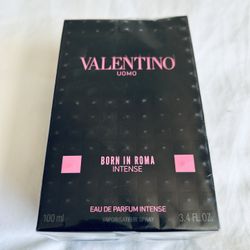 VALENTINO
UOMO
BORN IN ROMA
INTENSE
EAU DE PARFUM INTENSE
100 ml VAPORISATEUR SPRAY 3.4 FL.OZ.